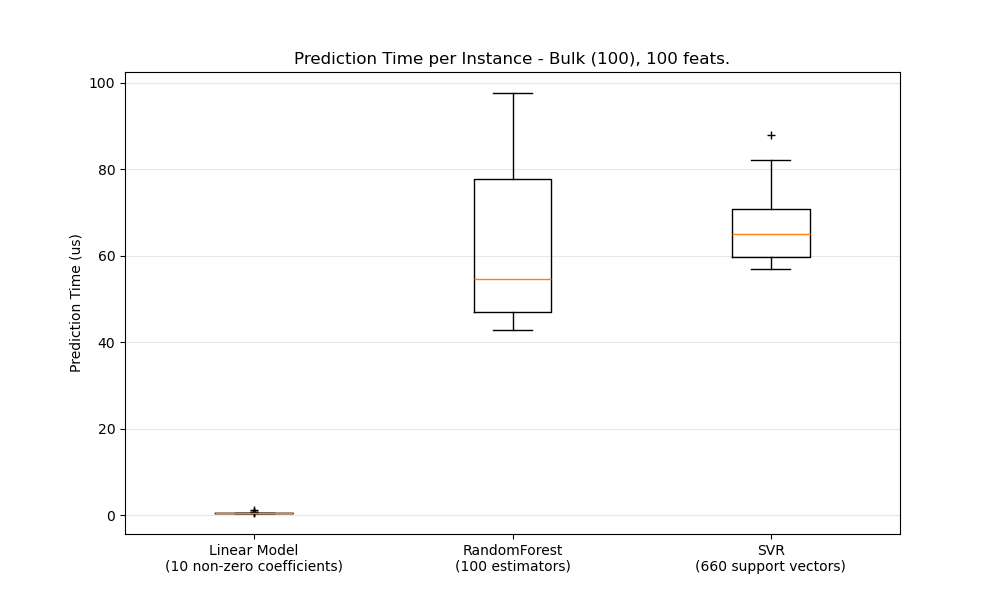 Prediction Time per Instance - Bulk (100), 100 feats.
100
80
60
40
20
0
Prediction Time (us)
Linear Model
(10 non-zero coefficients)
RandomForest
(100 estimators)
SVR
(660 support vectors)